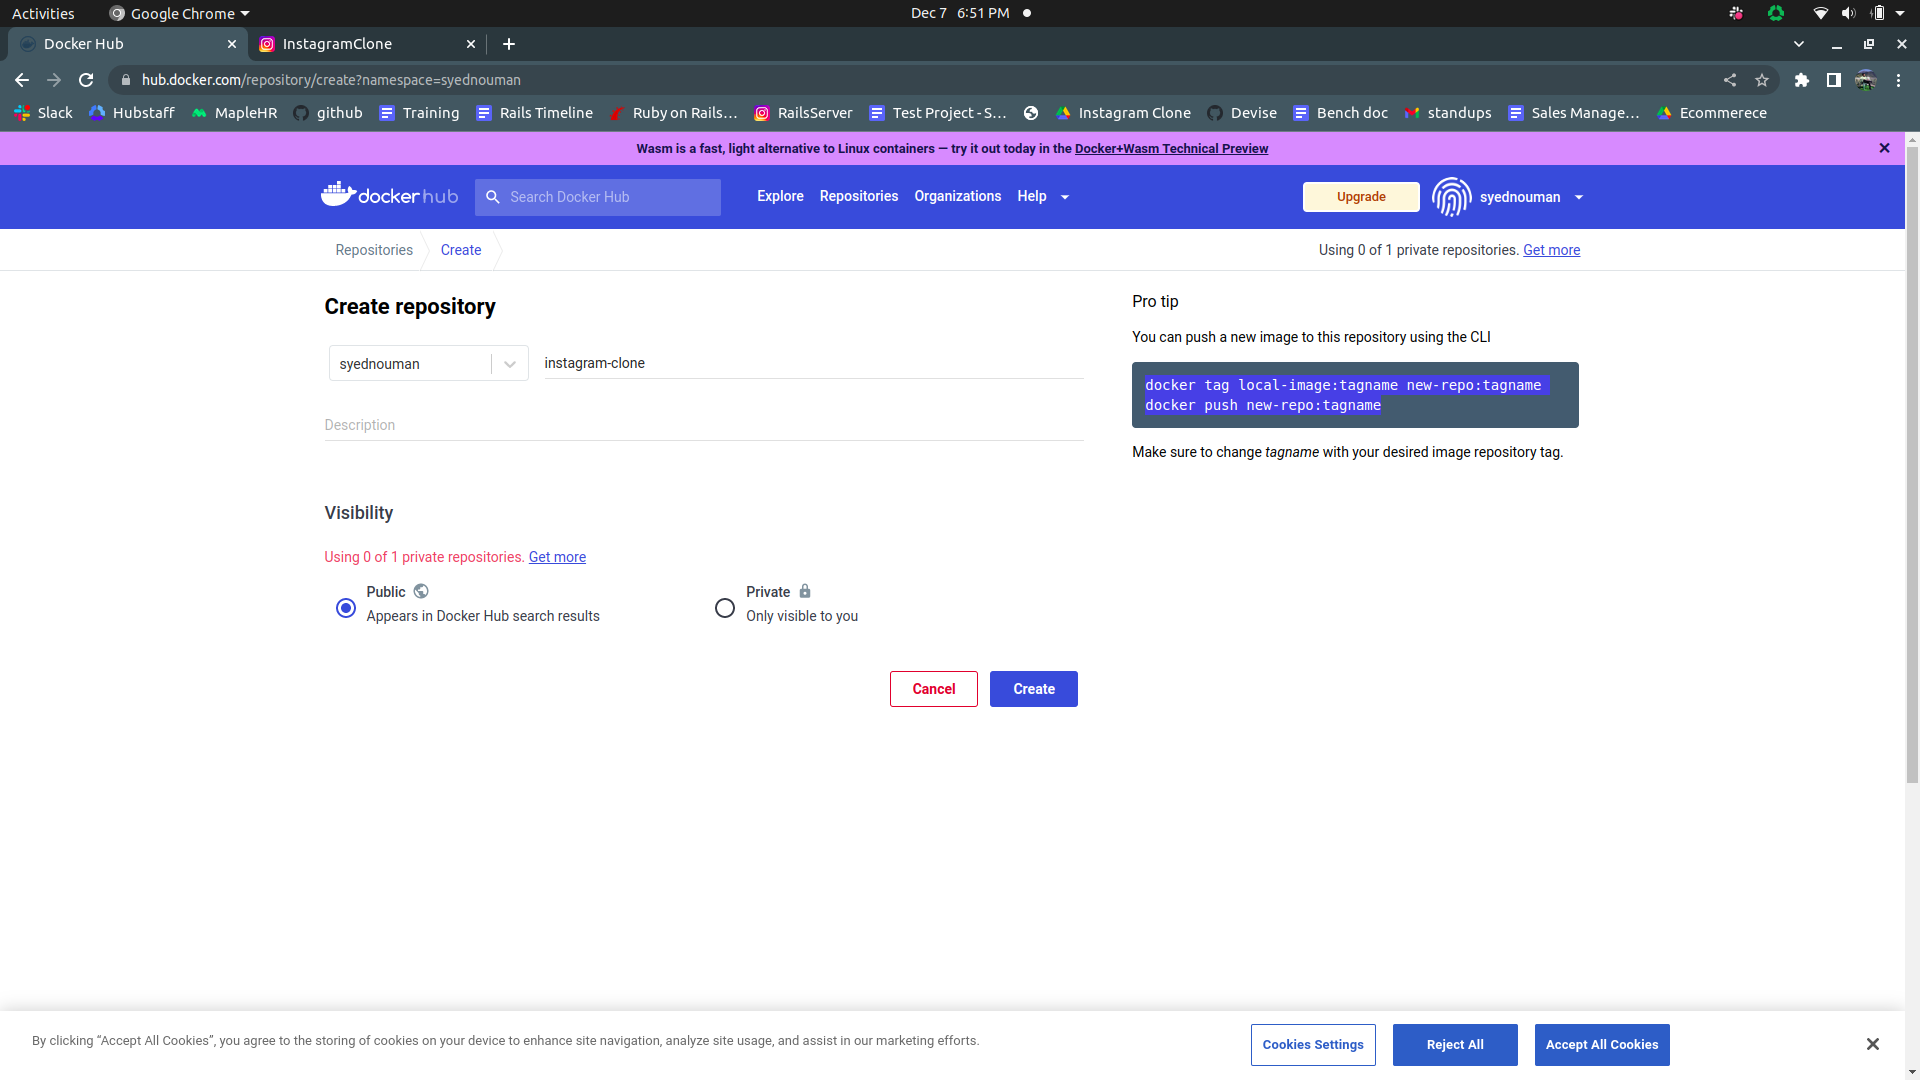 Activities
Google Chrome
Dec 7 6:51 PM
Docker Hub
InstagramClone
hub.docker.com/repository/create?namespace=syednouman
Slack
Hubstaff
MapleHR
github
Training
Rails Timeline
Ruby on Rails...
RailsServer
Test Project - S...
Instagram Clone
Devise
Bench doc
standups
Sales Manage...
Ecommerece
Wasm is a fast, light alternative to Linux containers — try it out today in the Docker+Wasm Technical Preview
dockerhub
Search Docker Hub
Explore
Repositories
Organizations
Help
Upgrade
syednouman
Repositories
Create
Using 0 of 1 private repositories. Get more
Create repository
syednouman
instagram-clone
Description
Visibility
Using 0 of 1 private repositories. Get more
Public
Appears in Docker Hub search results
Private
Only visible to you
Cancel
Create
Pro tip
You can push a new image to this repository using the CLI
docker tag local-image:tagname new-repo:tagname
docker push new-repo:tagname
Make sure to change tagname with your desired image repository tag.
By clicking “Accept All Cookies”, you agree to the storing of cookies on your device to enhance site navigation, analyze site usage, and assist in our marketing efforts.
Cookies Settings
Reject All
Accept All Cookies